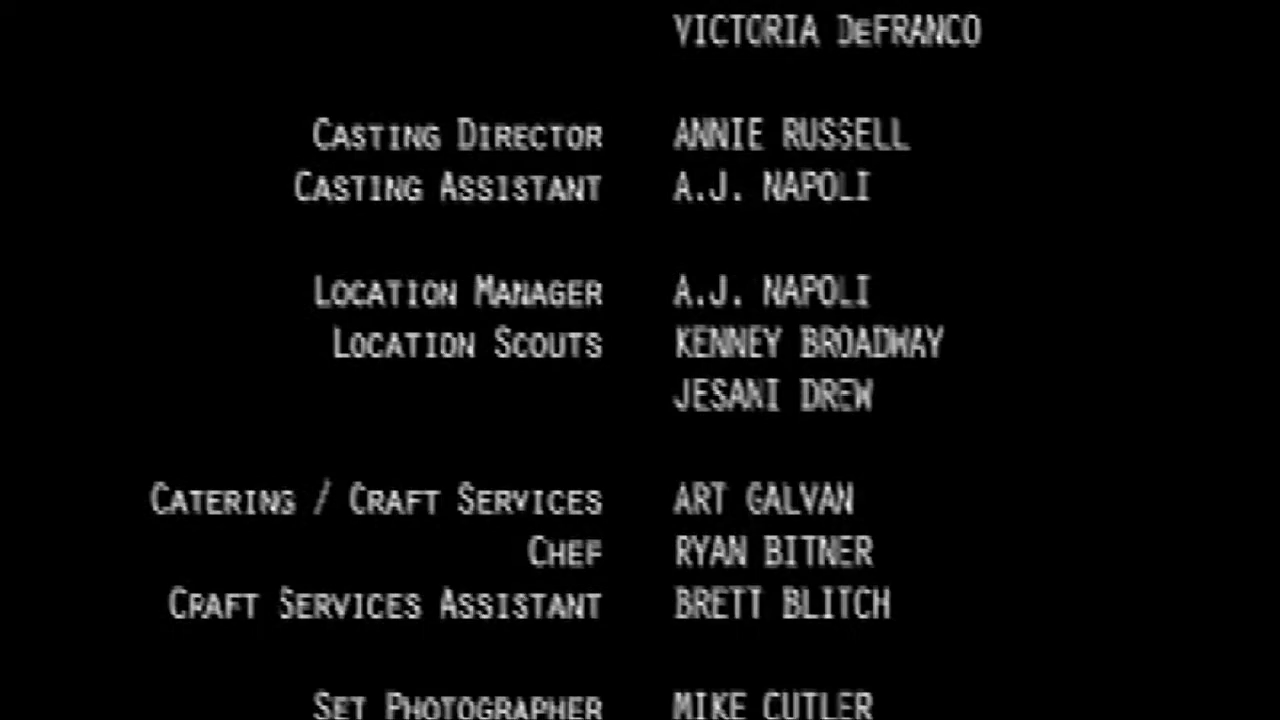 VICTORIA DeFRANCO
CASTING DIRECTOR ANNIE RUSSELL
CASTING ASSISTANT A.J. NAPOLI
LOCATION MANAGER A.J. NAPOLI
LOCATION SCOUTS KENNEY BROADWAY
JESANI DREW
CATERING / CRAFT SERVICES ART GALVAN
CHEF RYAN BITNER
CRAFT SERVICES ASSISTANT BRETT BLITCH
SET PHOTOGRAPHER MIKE CUTLER